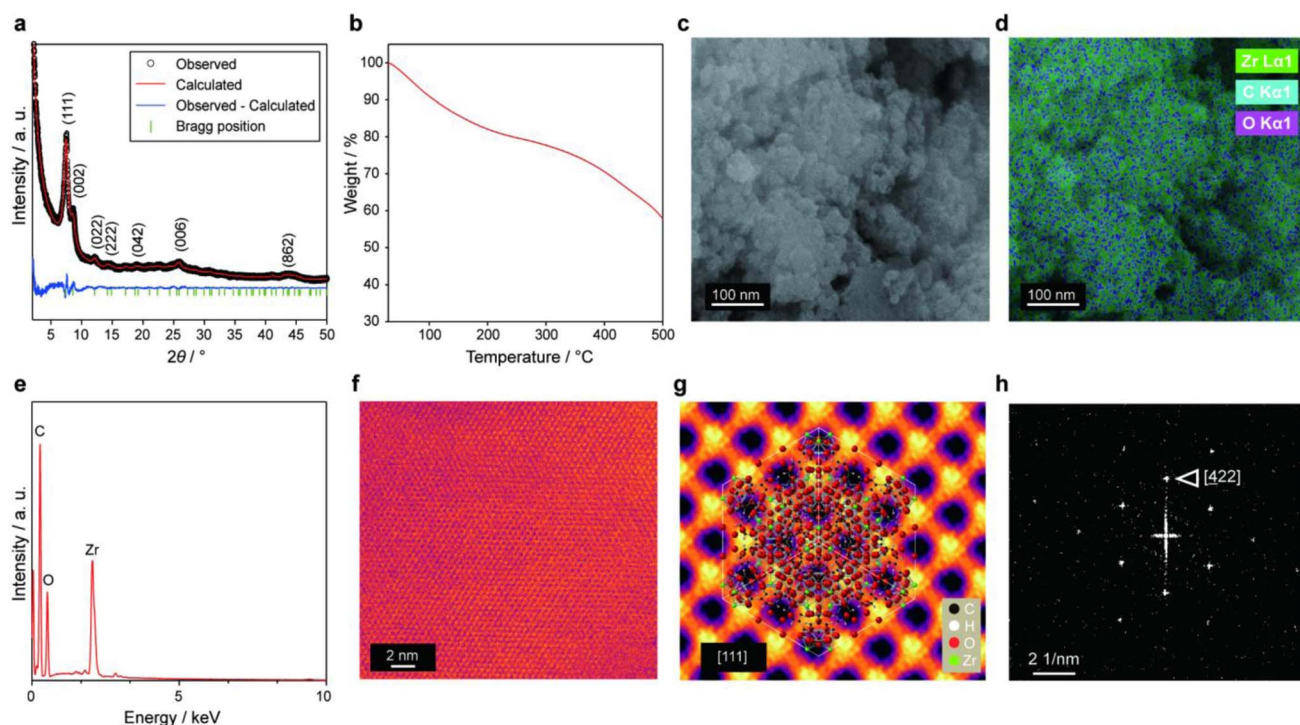 a
Observed
Calculated
Observed - Calculated
Bragg position
(111)
(002)
(022)
(222)
(042)
(006)
(862)
Intensity / a. u.
5 10 15 20 25 30 35 40 45 50
2θ / °
b
100
90
80
70
60
50
40
30
Weight / %
100 200 300 400 500
Temperature / °C
c
100 nm
d
Zr Lα1
C Kα1
O Kα1
100 nm
e
C
O
Zr
Intensity / a. u.
0 5 10
Energy / keV
f
2 nm
g
[111]
C
H
O
Zr
h
[422]
2 1/nm